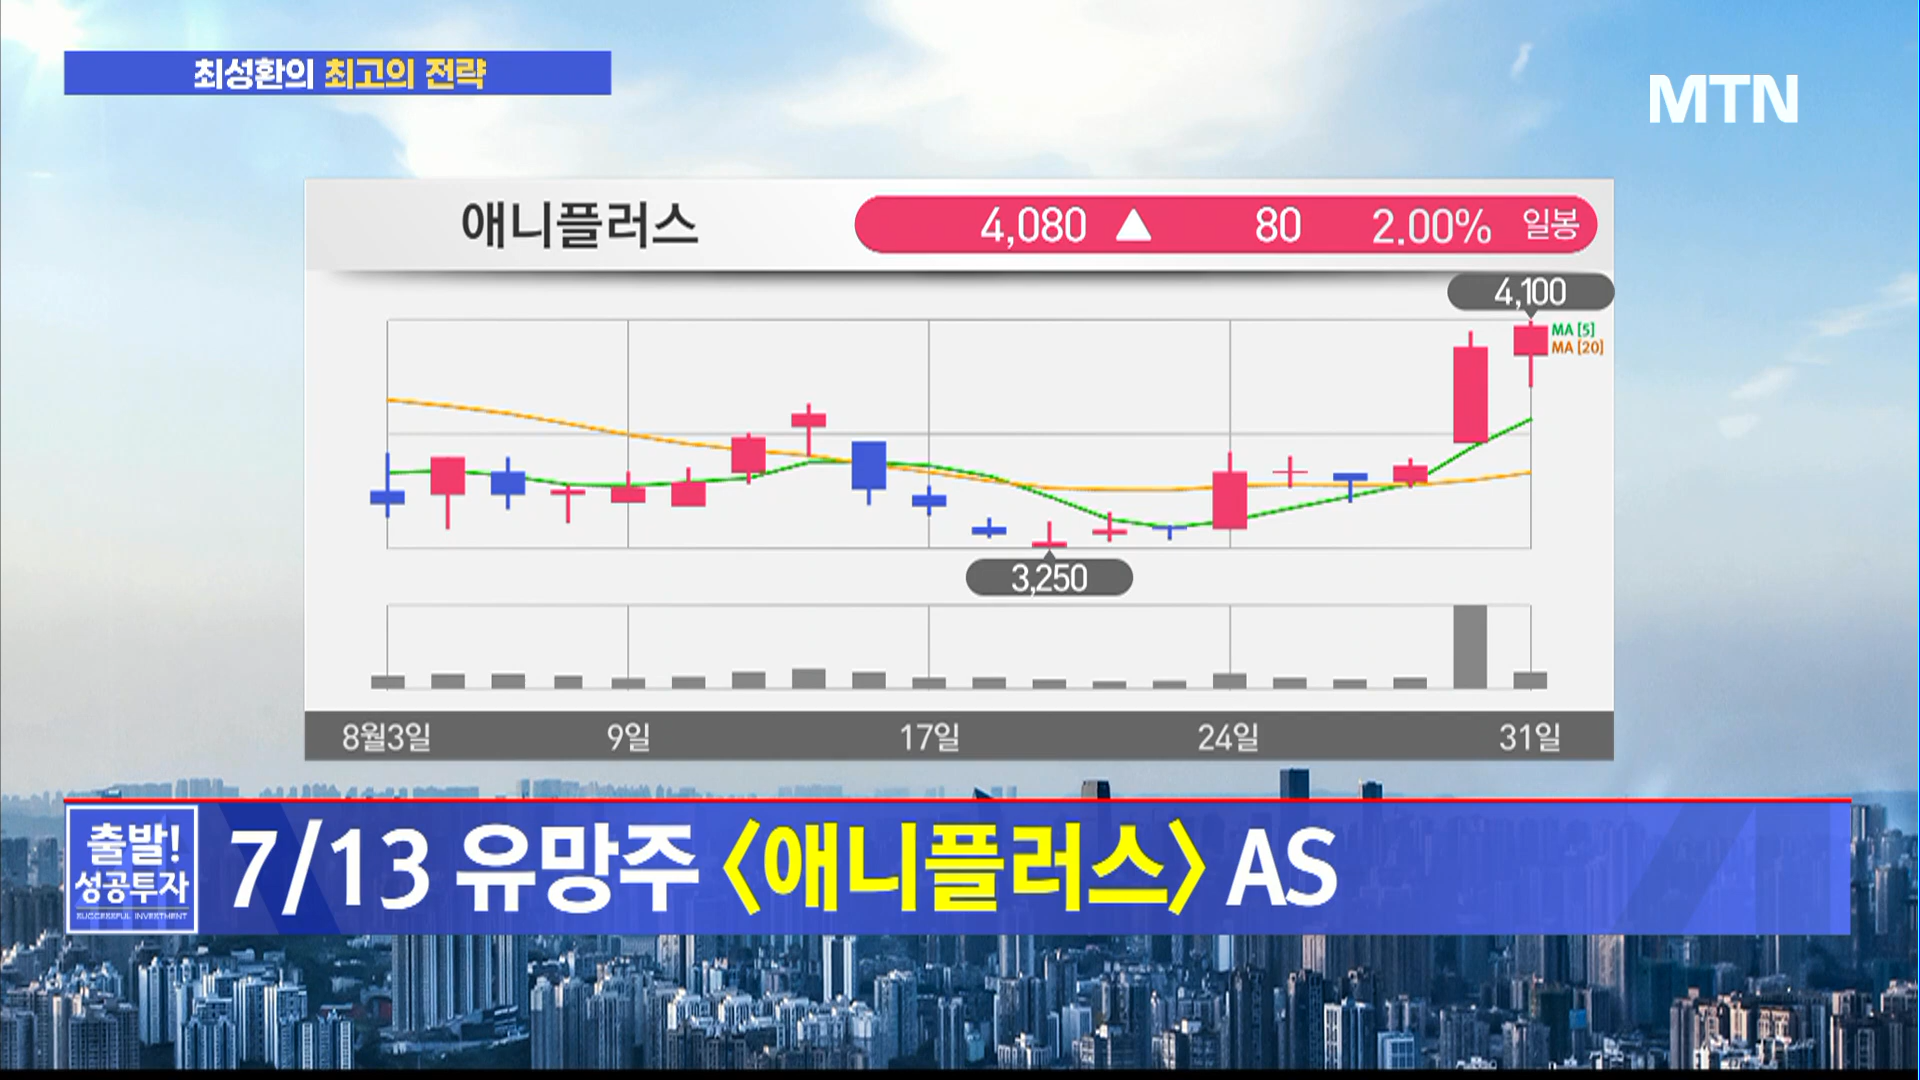 최성환의 최고의 전략
MTN
애니플러스 4,080 ▲ 80 2.00% 일봉
4,100
MA [5]
MA [20]
3,250
8월3일 9일 17일 24일 31일
출발!
성공투자
SUCCESSFUL INVESTMENT
7/13 유망주 〈애니플러스〉 AS